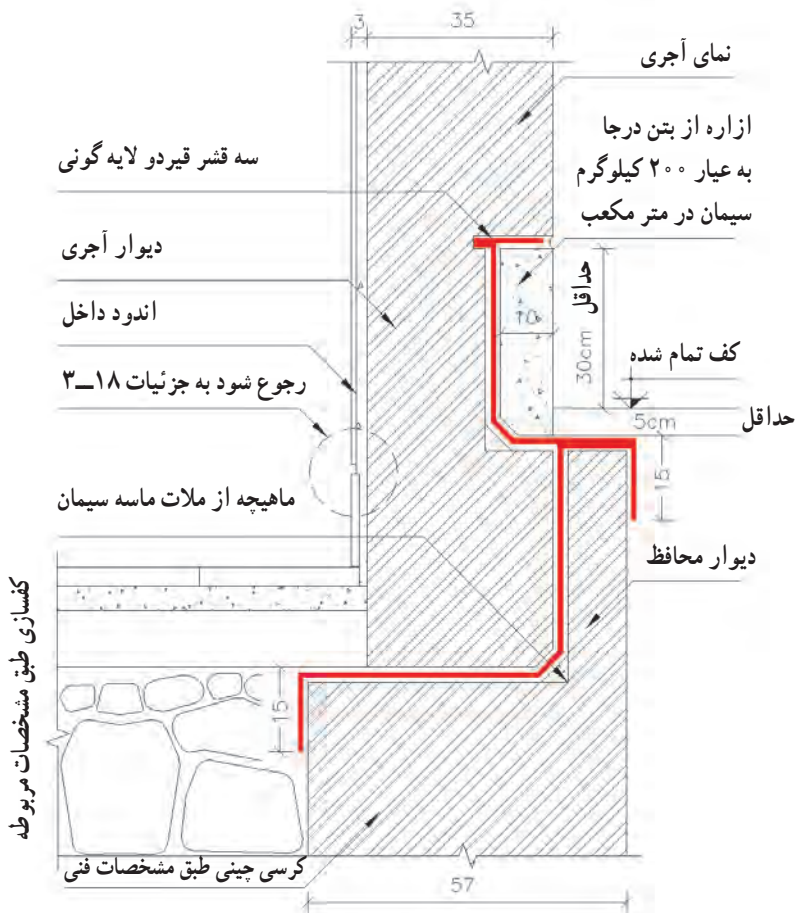 3
35
نمای آجری
ازاره از بتن درجا
به عیار ۲۰۰ کیلوگرم
سیمان در متر مکعب
سه قشر قیردو لایه گونی
دیوار آجری
اندود داخل
رجوع شود به جزئیات ۱۸ــ۳
ماهیچه از ملات ماسه سیمان
حداقل
30cm
10
کف تمام شده
حداقل
5cm
15
دیوار محافظ
کفسازی طبق مشخصات مربوطه
15
کرسی چینی طبق مشخصات فنی
57